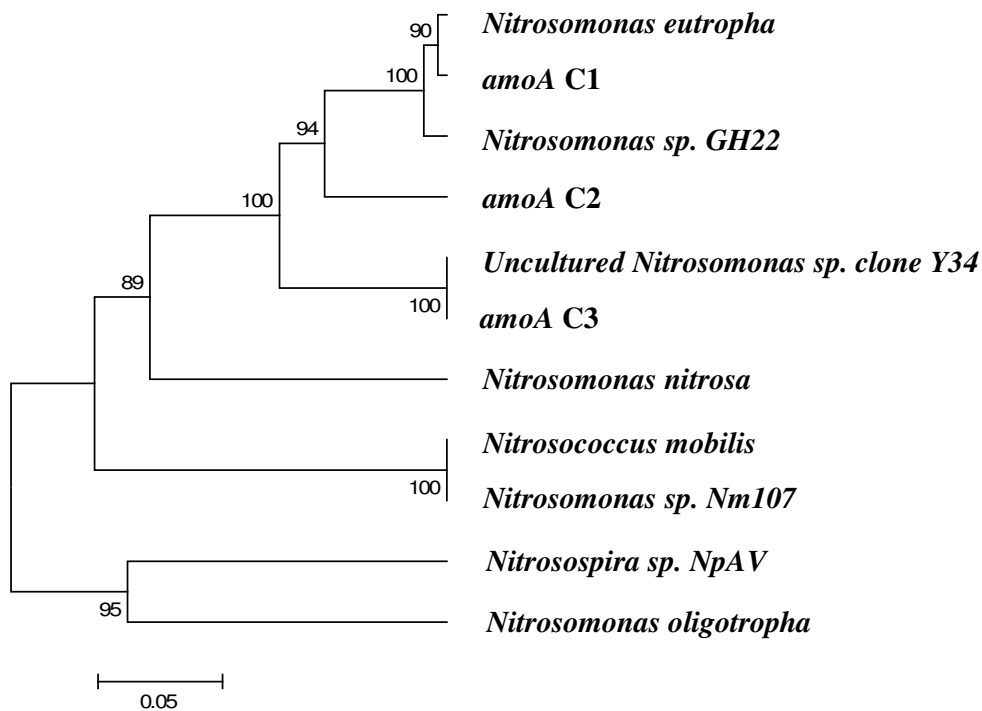 90
Nitrosomonas eutropha
amoA C1
100
Nitrosomonas sp. GH22
94
amoA C2
100
Uncultured Nitrosomonas sp. clone Y34
89
100
amoA C3
Nitrosomonas nitrosa
Nitrosococcus mobilis
100
Nitrosomonas sp. Nm107
Nitrosospira sp. NpAV
95
Nitrosomonas oligotropha
0.05